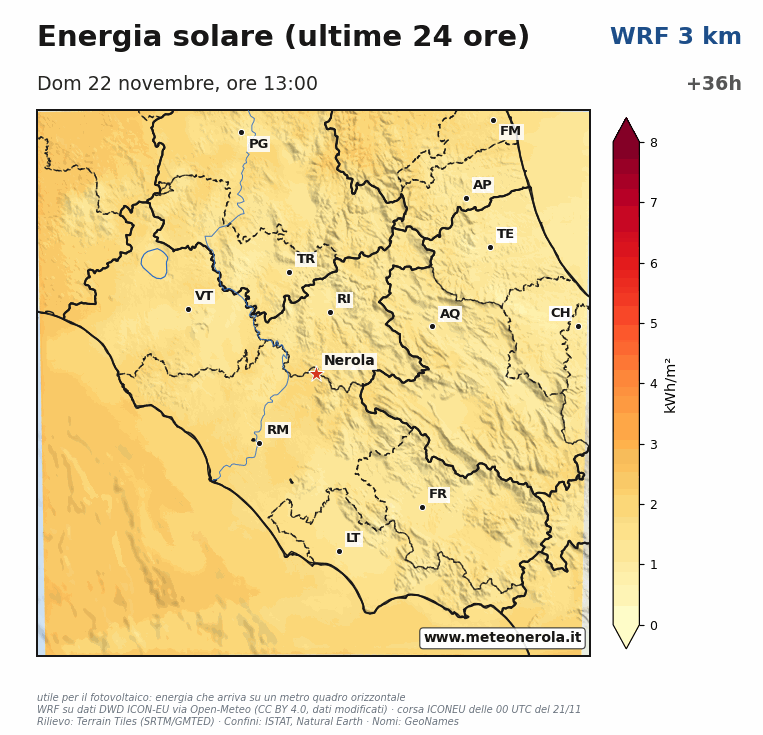 Energia solare (ultime 24 ore)
WRF 3 km
Dom 22 novembre, ore 13:00
+36h
FM
PG
AP
TE
TR
VT
RI
AQ
CH
Nerola
RM
FR
LT
www.meteonerola.it
8
7
6
5
4
3
2
1
0
kWh/m²
utile per il fotovoltaico: energia che arriva su un metro quadro orizzontale
WRF su dati DWD ICON-EU via Open-Meteo (CC BY 4.0, dati modificati) · corsa ICONEU delle 00 UTC del 21/11
Rilievo: Terrain Tiles (SRTM/GMTED) · Confini: ISTAT, Natural Earth · Nomi: GeoNames